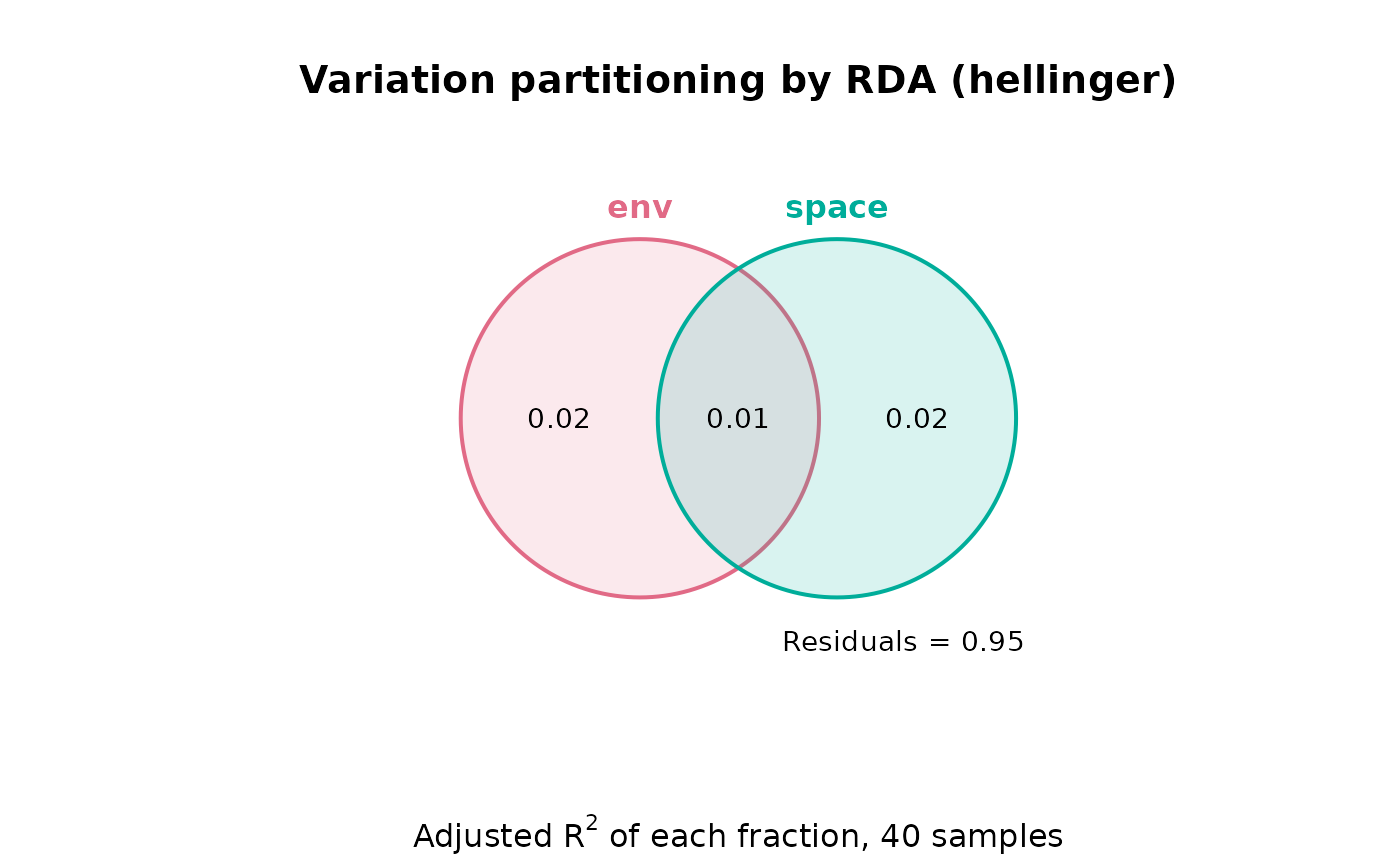 Variation partitioning by RDA (hellinger)
env space
0.02 0.01 0.02
Residuals = 0.95
Adjusted R² of each fraction, 40 samples